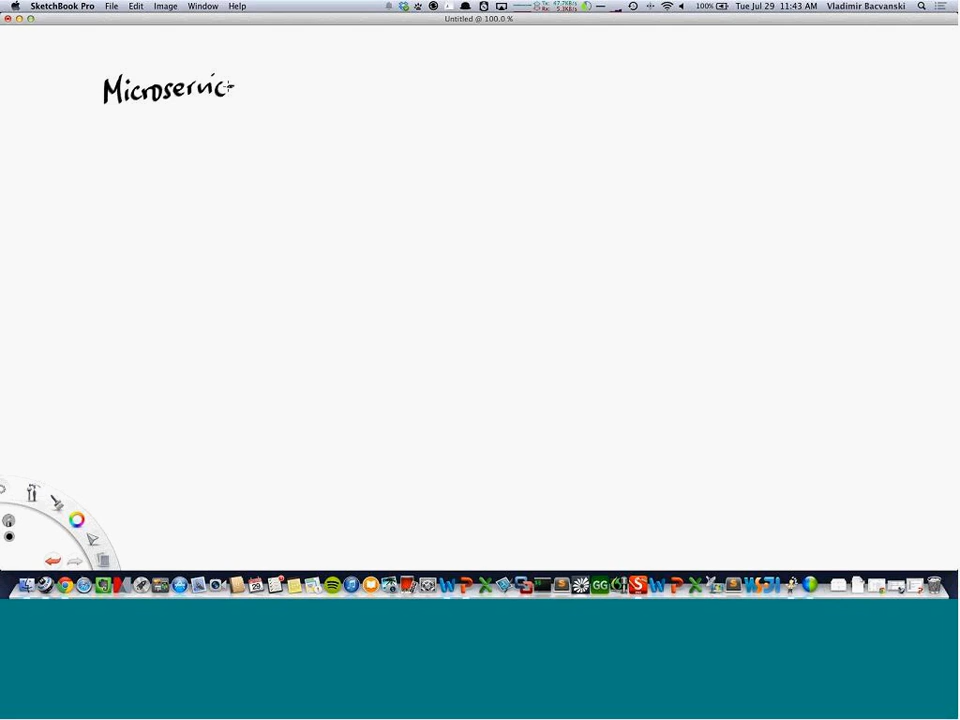 SketchBook Pro File Edit Image Window Help 100% Tue Jul 29 11:43 AM Vladimir Bacvanski
Untitled @ 100.0 %
Microservic